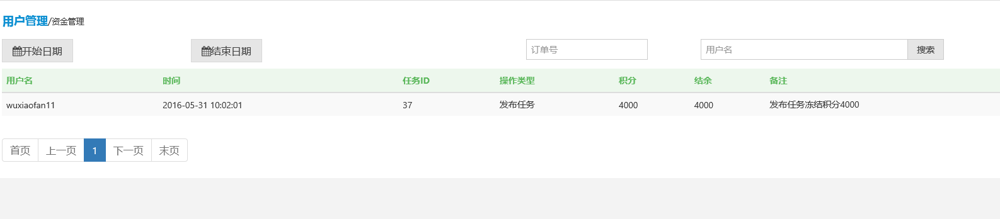 用户管理/资金管理
开始日期 结束日期 订单号 用户名 搜索
用户名 时间 任务ID 操作类型 积分 结余 备注
wuxiaofan11 2016-05-31 10:02:01 37 发布任务 4000 4000 发布任务冻结积分4000
首页 上一页 1 下一页 末页